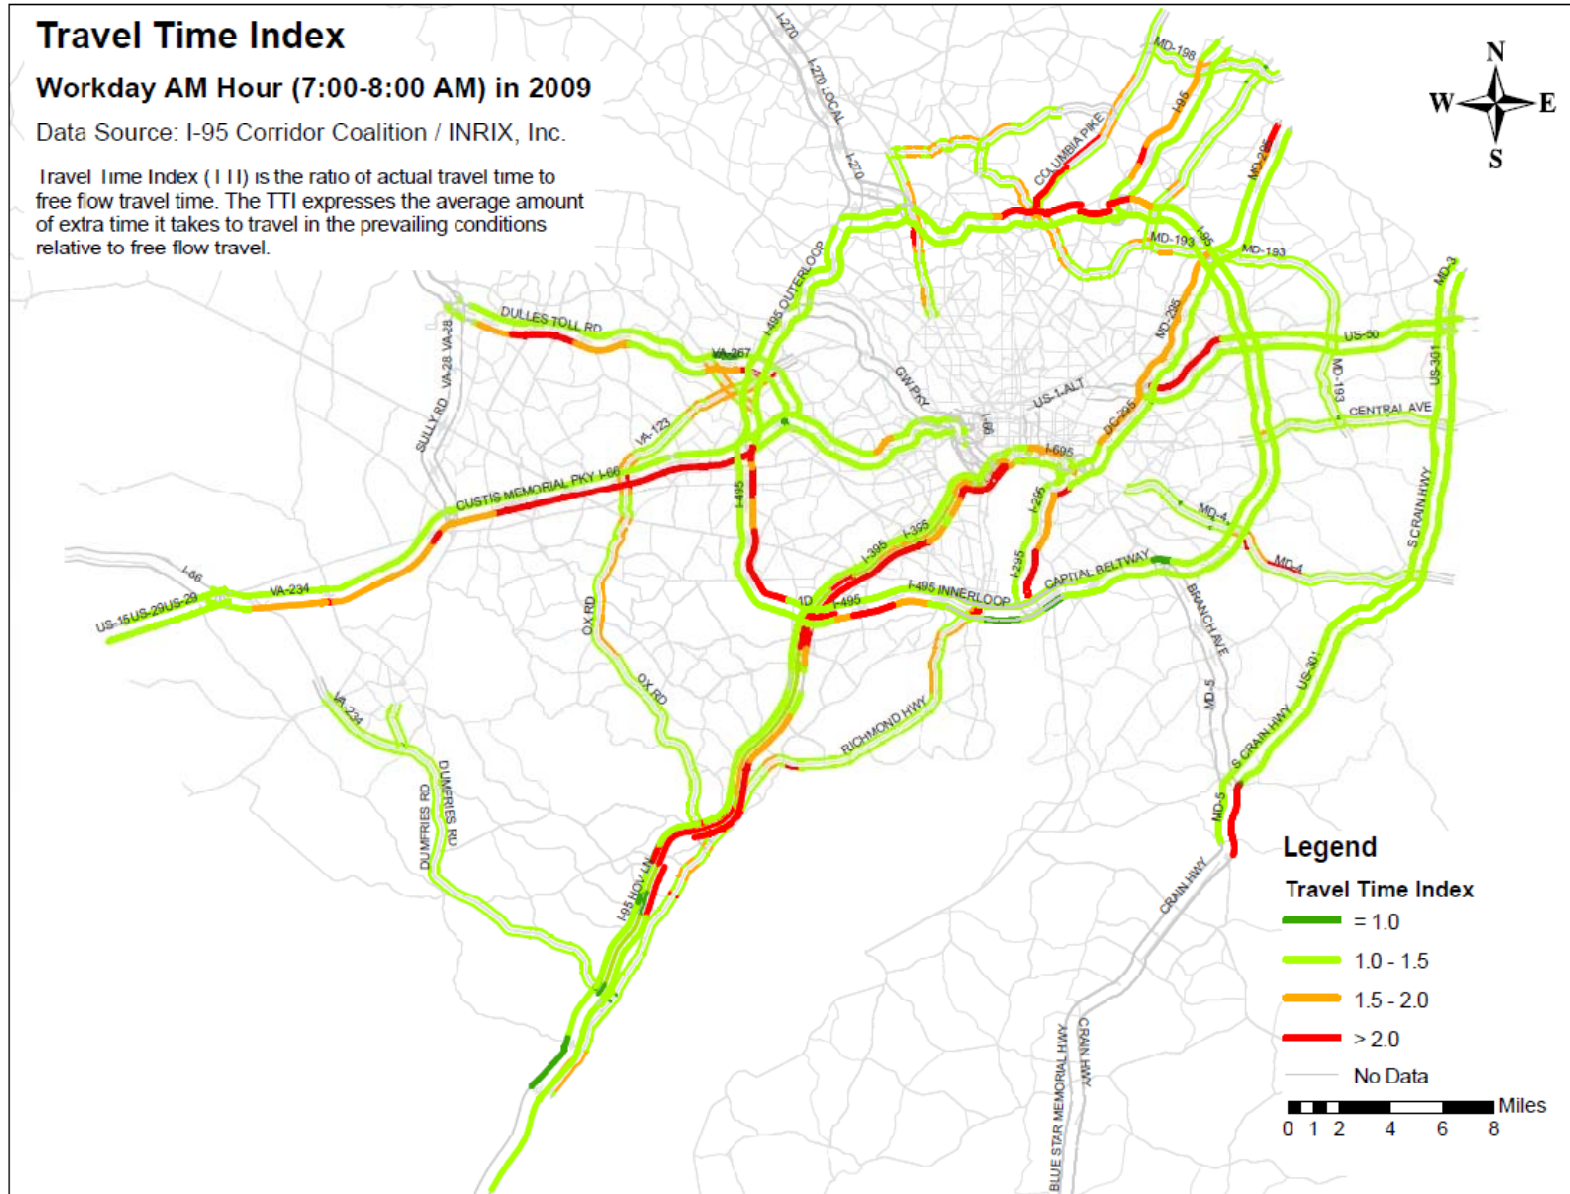 Travel Time Index
Workday AM Hour (7:00-8:00 AM) in 2009
Data Source: I-95 Corridor Coalition / INRIX, Inc.
Travel Time Index (TTI) is the ratio of actual travel time to
free flow travel time. The TTI expresses the average amount
of extra time it takes to travel in the prevailing conditions
relative to free flow travel.
N
W
E
S
I-270
I-270 LOCAL
I-270
MD-198
I-95
COLUMBIA PIKE
MD-295
I-495 OUTERLOOP
MD-193
I-95
MD-193
MD-3
DULLES TOLL RD
VA-267
VA-28
VA-28
SULLY RD
GW PKY
MD-295
US-50
US-301
MD-193
US-1-ALT
CENTRAL AVE
VA-123
I-66
DC-295
I-695
CUSTIS MEMORIAL PKY I-66
I-495
I-295
MD-4
S CRAIN HWY
I-395
I-395
I-295
CAPITAL BELTWAY
MD-4
I-66
VA-234
US-15 US-29 US-29
I-495 INNERLOOP
I-495
OX RD
BRANCH AVE
US-301
OX RD
MD-5
VA-234
RICHMOND HWY
S CRAIN HWY
DUMFRIES RD
DUMFRIES RD
MD-5
I-95 HOV LN
CRAIN HWY
BLUE STAR MEMORIAL HWY
CRAIN HWY
Legend
Travel Time Index
= 1.0
1.0 - 1.5
1.5 - 2.0
> 2.0
No Data
Miles
0 1 2 4 6 8